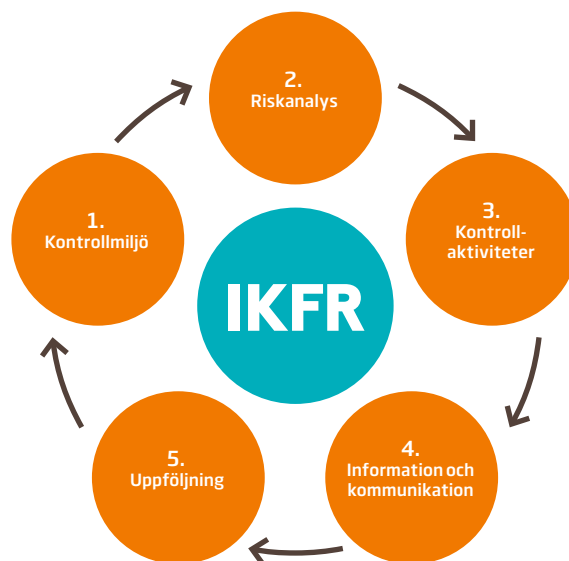 1.
Kontrollmiljö
2.
Riskanalys
3.
Kontroll-
aktiviteter
4.
Information och
kommunikation
5.
Uppföljning
IKFR